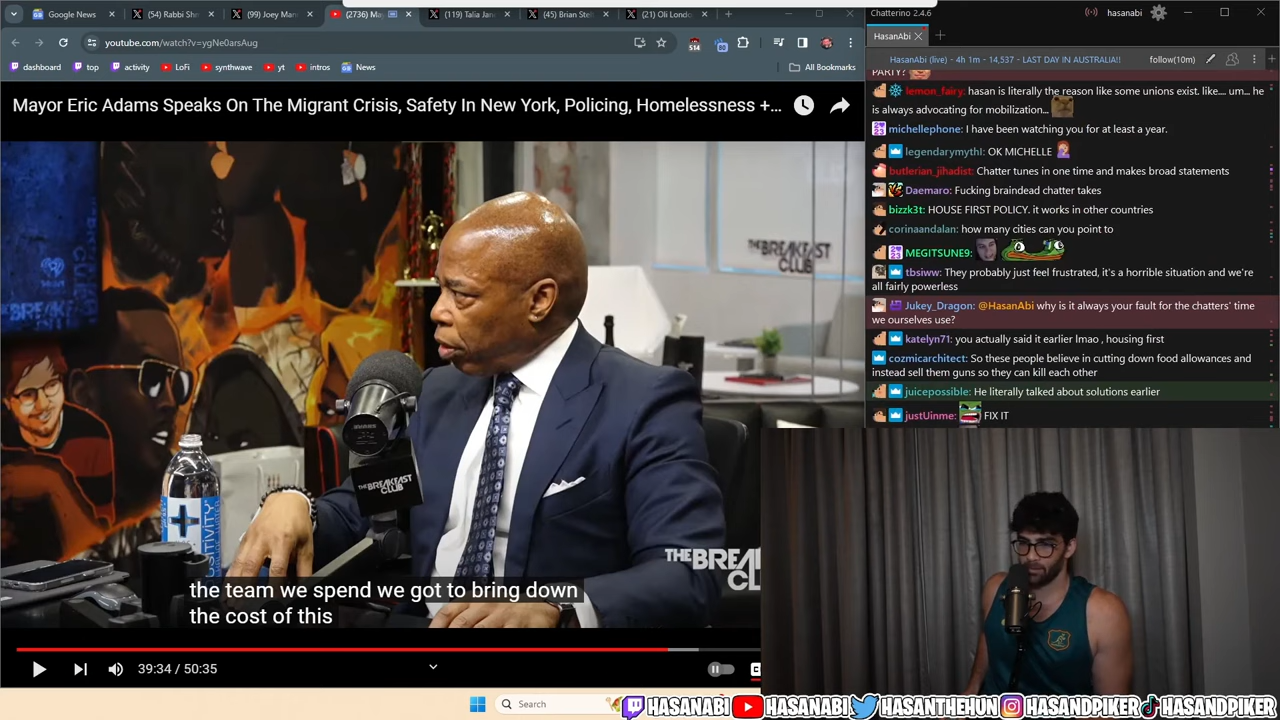 Google News
(54) Rabbi Shr
(99) Joey Man
(2736) Ma
(119) Talia Jan
(45) Brian Stel
(21) Oli Londo
youtube.com/watch?v=ygNe0arsAug
514
80
dashboard
top
activity
LoFi
synthwave
yt
intros
News
All Bookmarks
Mayor Eric Adams Speaks On The Migrant Crisis, Safety In New York, Policing, Homelessness +...
THE BREAKFAST
CLUB
THE BREAKFAST
CLUB
THE BREA
CL
the team we spend we got to bring down
the cost of this
39:34 / 50:35
Search
Chatterino 2.4.6
hasanabi
HasanAbi
HasanAbi (live) - 4h 1m - 14,537 - LAST DAY IN AUSTRALIA!!
follow(10m)
PARTY?
lemon_fairy: hasan is literally the reason like some unions exist. like.... um... he
is always advocating for mobilization...
michellephone: I have been watching you for at least a year.
legendarymythl: OK MICHELLE
butlerian_jihadist: Chatter tunes in one time and makes broad statements
Daemaro: Fucking braindead chatter takes
bizzk3t: HOUSE FIRST POLICY. it works in other countries
corinaandalan: how many cities can you point to
MEGITSUNE9:
tbsiww: They probably just feel frustrated, it's a horrible situation and we're
all fairly powerless
Jukey_Dragon: @HasanAbi why is it always your fault for the chatters' time
we ourselves use?
katelyn71: you actually said it earlier lmao , housing first
cozmicarchitect: So these people believe in cutting down food allowances and
instead sell them guns so they can kill each other
juicepossible: He literally talked about solutions earlier
justUinme: FIX IT
HASANABI
HASANABI
HASANTHEHUN
HASANDPIKER
HASANDPIKER